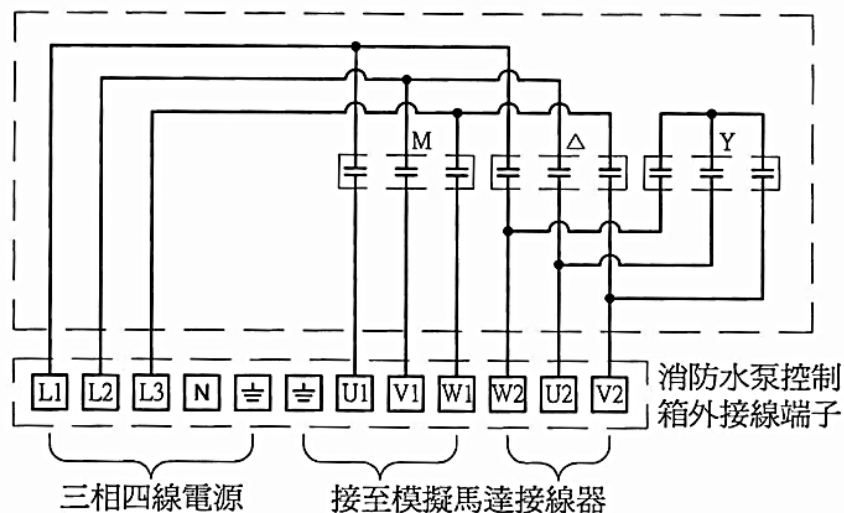 M △ Y
L1 L2 L3 N U1 V1 W1 W2 U2 V2
消防水泵控制
箱外接線端子
三相四線電源 接至模擬馬達接線器